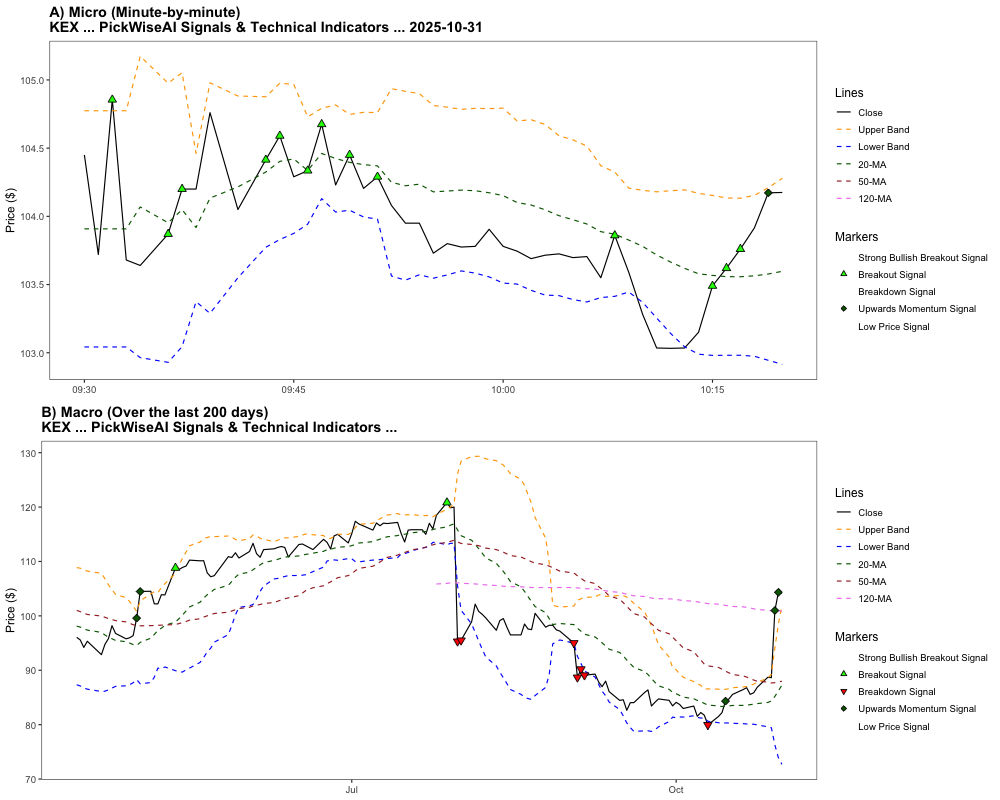 A) Micro (Minute-by-minute)
KEX ... PickWiseAI Signals & Technical Indicators ... 2025-10-31
Price ($)
105.0
104.5
104.0
103.5
103.0
09:30
09:45
10:00
10:15
Lines
Close
Upper Band
Lower Band
20-MA
50-MA
120-MA
Markers
Strong Bullish Breakout Signal
Breakout Signal
Breakdown Signal
Upwards Momentum Signal
Low Price Signal
B) Macro (Over the last 200 days)
KEX ... PickWiseAI Signals & Technical Indicators ...
Price ($)
130
120
110
100
90
80
70
Jul
Oct
Lines
Close
Upper Band
Lower Band
20-MA
50-MA
120-MA
Markers
Strong Bullish Breakout Signal
Breakout Signal
Breakdown Signal
Upwards Momentum Signal
Low Price Signal